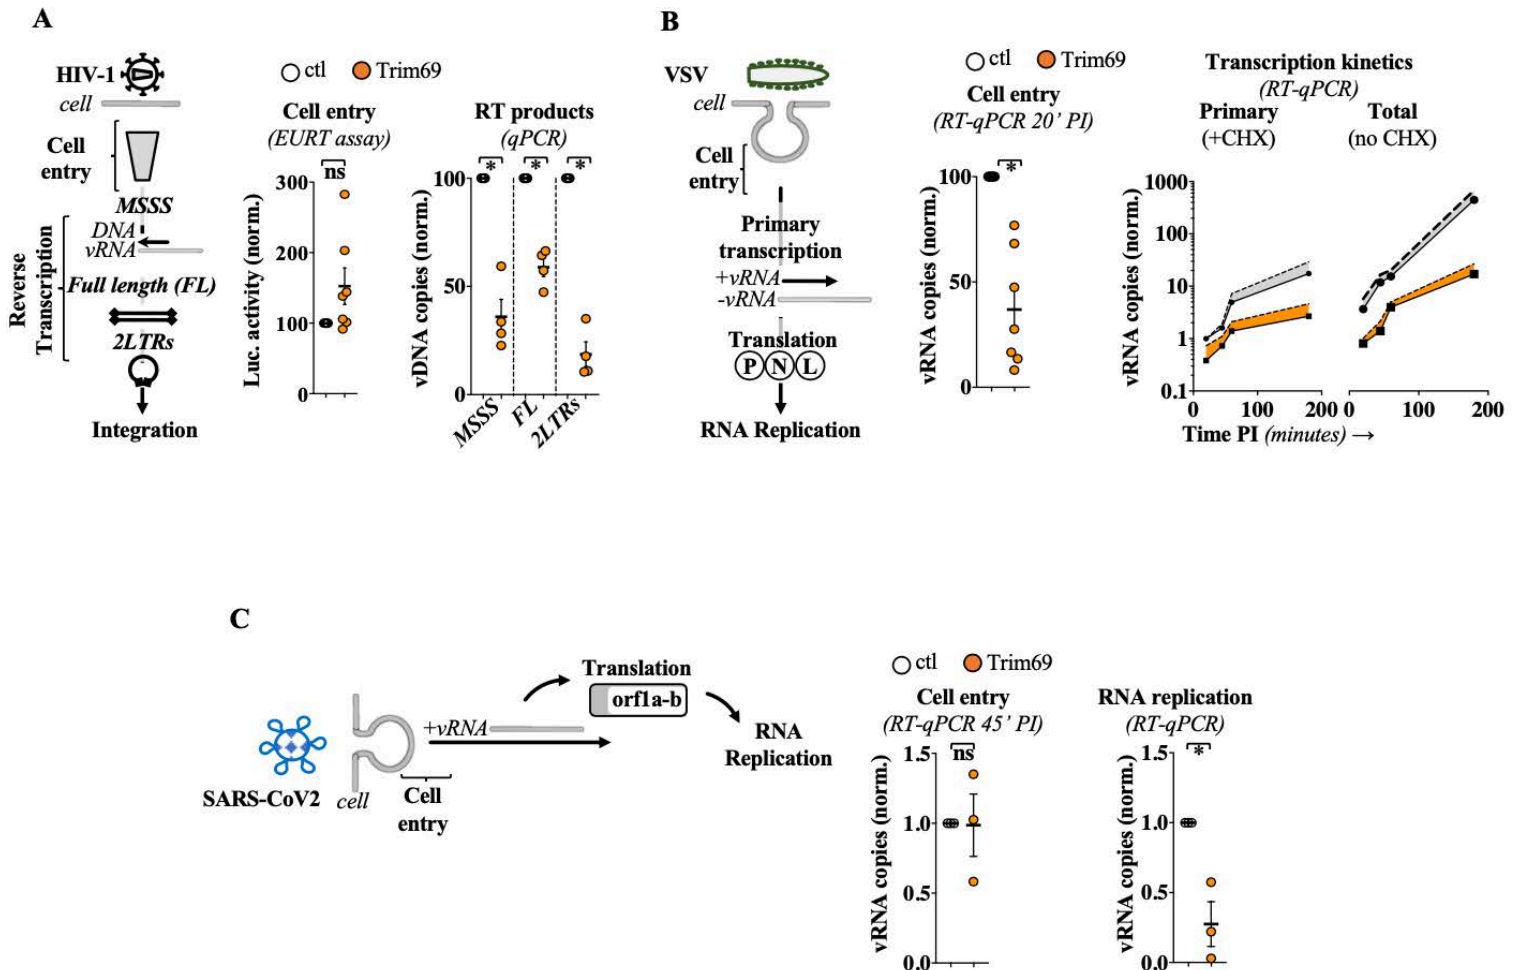 A
HIV-1
cell
Cell
entry
MSSS
DNA
vRNA
Reverse
Transcription
Full length (FL)
2LTRs
Integration
ctl Trim69
Cell entry
(EURT assay)
ns
Luc. activity (norm.)
300
200
100
0
RT products
(qPCR)
* * *
vDNA copies (norm.)
100
50
0
MSSS FL 2LTRs
B
VSV
cell
Cell
entry
Primary
transcription
+vRNA
-vRNA
Translation
P N L
RNA Replication
ctl Trim69
Cell entry
(RT-qPCR 20’ PI)
*
vRNA copies (norm.)
100
50
0
Transcription kinetics
(RT-qPCR)
Primary Total
(+CHX) (no CHX)
vRNA copies (norm.)
1000
100
10
1
0.1
0 100 200 0 100 200
Time PI (minutes) →
C
SARS-CoV2
cell
Cell
entry
+vRNA
Translation
orf1a-b
RNA
Replication
ctl Trim69
Cell entry
(RT-qPCR 45’ PI)
ns
vRNA copies (norm.)
1.5
1.0
0.5
0.0
RNA replication
(RT-qPCR)
*
vRNA copies (norm.)
1.5
1.0
0.5
0.0